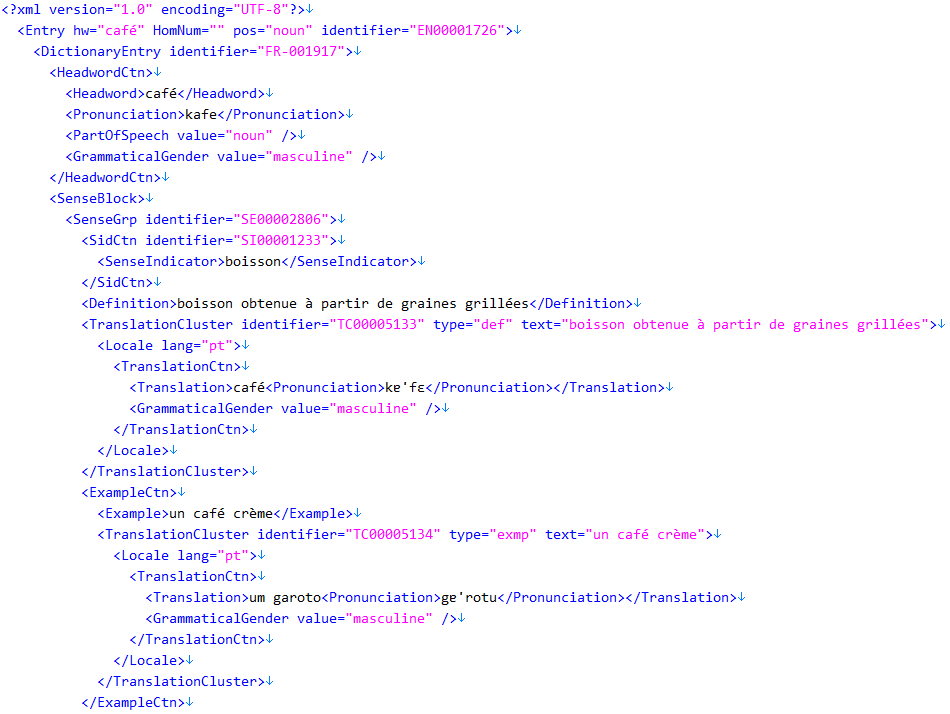 <?xml version="1.0" encoding="UTF-8"?>↓
<Entry hw="café" HomNum="" pos="noun" identifier="EN00001726">↓
<DictionaryEntry identifier="FR-001917">↓
<HeadwordCtn>↓
<Headword>café</Headword>↓
<Pronunciation>kafe</Pronunciation>↓
<PartOfSpeech value="noun" />↓
<GrammaticalGender value="masculine" />↓
</HeadwordCtn>↓
<SenseBlock>↓
<SenseGrp identifier="SE00002806">↓
<SidCtn identifier="SI00001233">↓
<SenseIndicator>boisson</SenseIndicator>↓
</SidCtn>↓
<Definition>boisson obtenue à partir de graines grillées</Definition>↓
<TranslationCluster identifier="TC00005133" type="def" text="boisson obtenue à partir de graines grillées">↓
<Locale lang="pt">↓
<TranslationCtn>↓
<Translation>café<Pronunciation>kɐˈfɛ</Pronunciation></Translation>↓
<GrammaticalGender value="masculine" />↓
</TranslationCtn>↓
</Locale>↓
</TranslationCluster>↓
<ExampleCtn>↓
<Example>un café crème</Example>↓
<TranslationCluster identifier="TC00005134" type="exmp" text="un café crème">↓
<Locale lang="pt">↓
<TranslationCtn>↓
<Translation>um garoto<Pronunciation>gɐˈrotu</Pronunciation></Translation>↓
<GrammaticalGender value="masculine" />↓
</TranslationCtn>↓
</Locale>↓
</TranslationCluster>↓
</ExampleCtn>↓